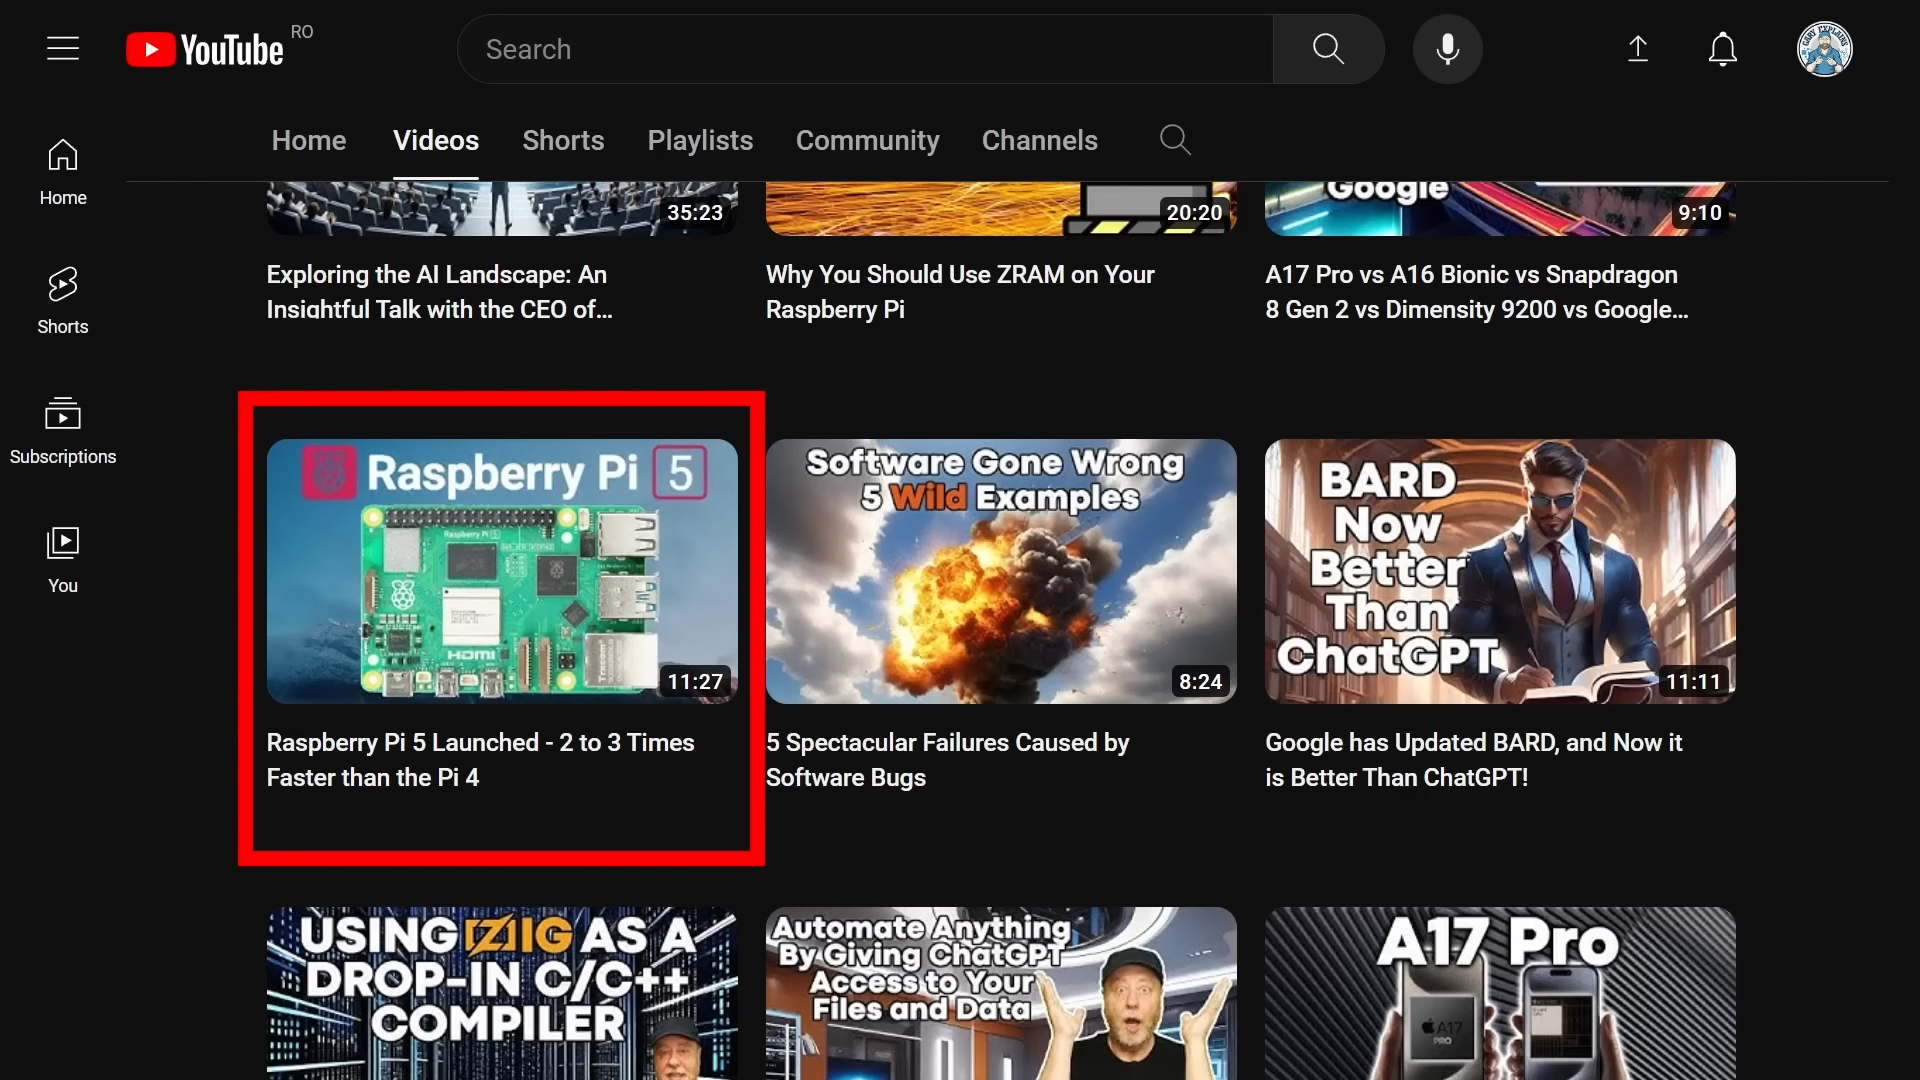 YouTube RO
Search
Home Videos Shorts Playlists Community Channels
Home
Shorts
Subscriptions
You
35:23
Exploring the AI Landscape: An
Insightful Talk with the CEO of...
20:20
Why You Should Use ZRAM on Your
Raspberry Pi
Google
9:10
A17 Pro vs A16 Bionic vs Snapdragon
8 Gen 2 vs Dimensity 9200 vs Google...
Raspberry Pi 5
Raspberry Pi 5
HDMI
11:27
Raspberry Pi 5 Launched - 2 to 3 Times
Faster than the Pi 4
Software Gone Wrong
5 Wild Examples
8:24
5 Spectacular Failures Caused by
Software Bugs
BARD
Now
Better
Than
ChatGPT
11:11
Google has Updated BARD, and Now it
is Better Than ChatGPT!
USING ZIG AS A
DROP-IN C/C++
COMPILER
Automate Anything
By Giving ChatGPT
Access to Your
Files and Data
A17 Pro
A17
PRO